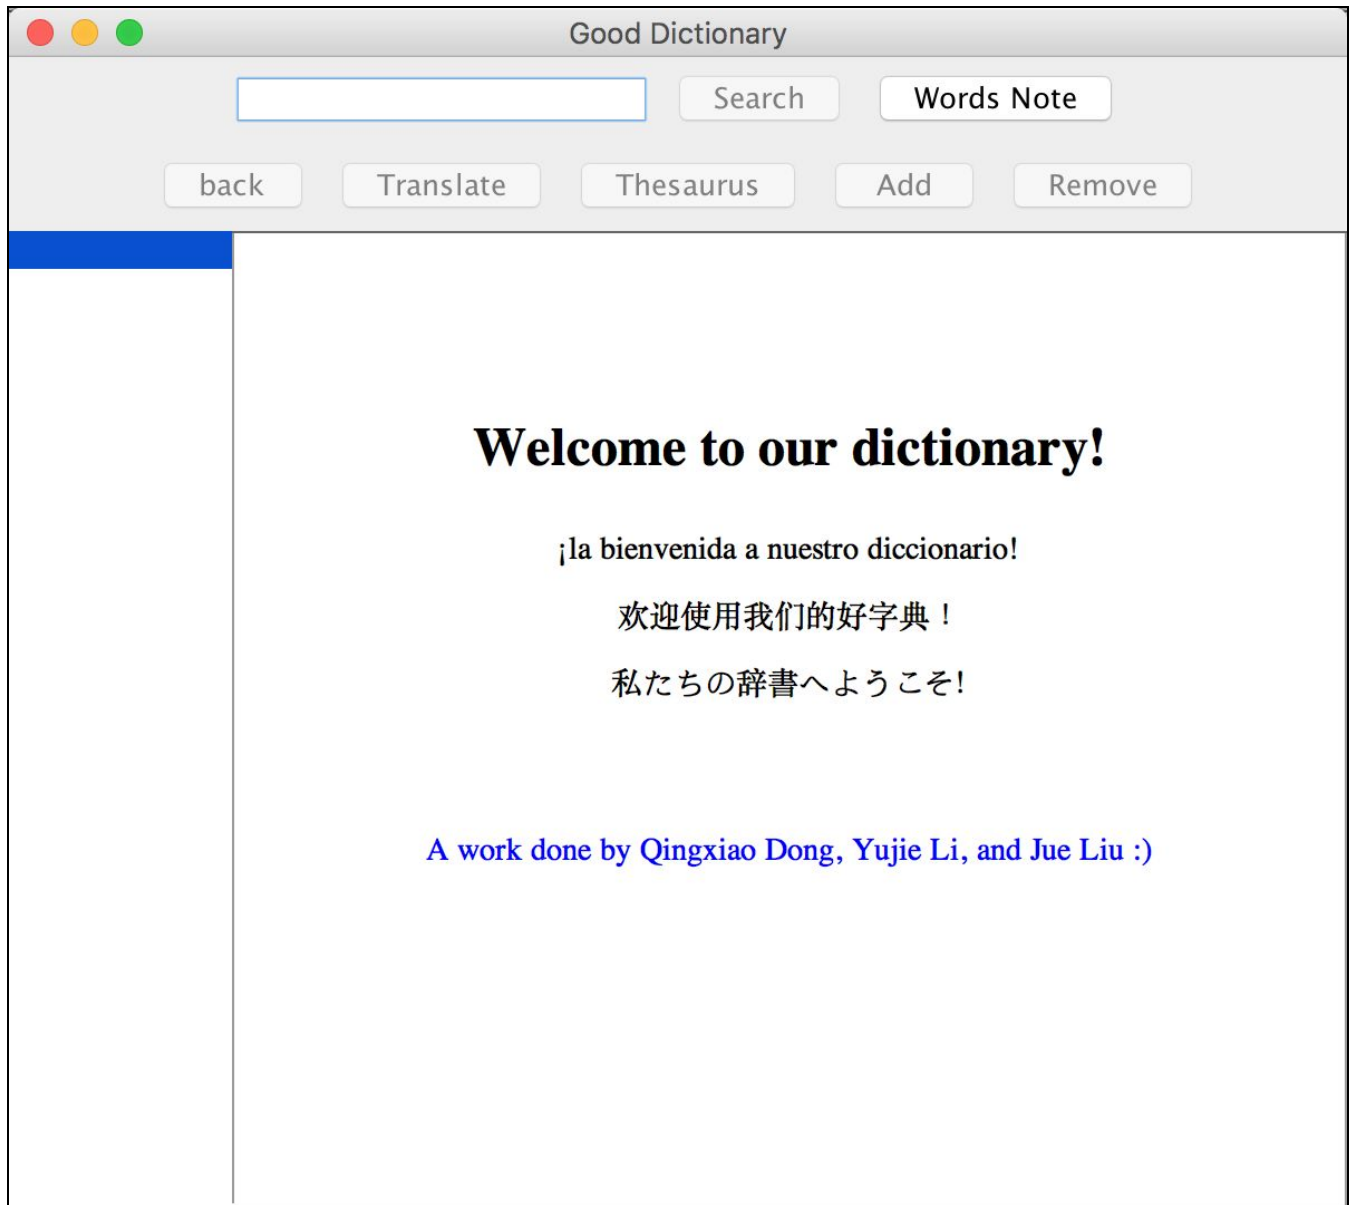 Good Dictionary
Search Words Note
back Translate Thesaurus Add Remove
Welcome to our dictionary!
¡la bienvenida a nuestro diccionario!
欢迎使用我们的好字典！
私たちの辞書へようこそ!
A work done by Qingxiao Dong, Yujie Li, and Jue Liu :)